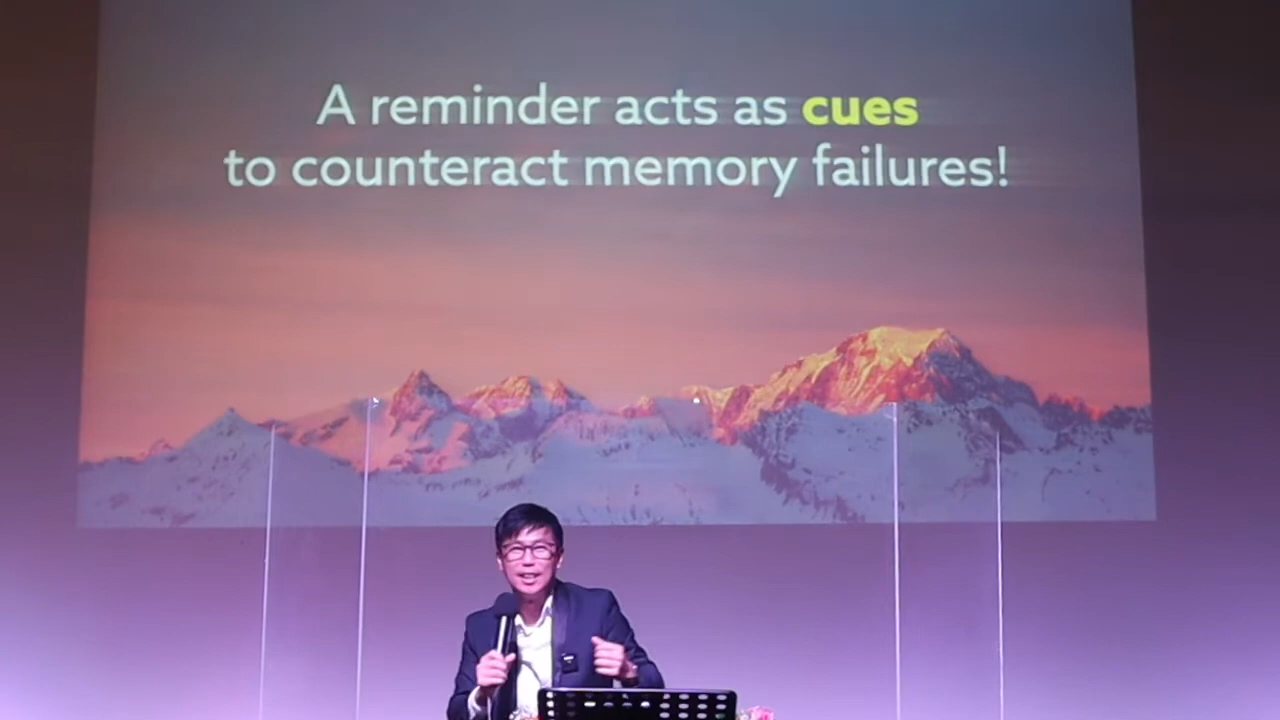 A reminder acts as cues
to counteract memory failures!